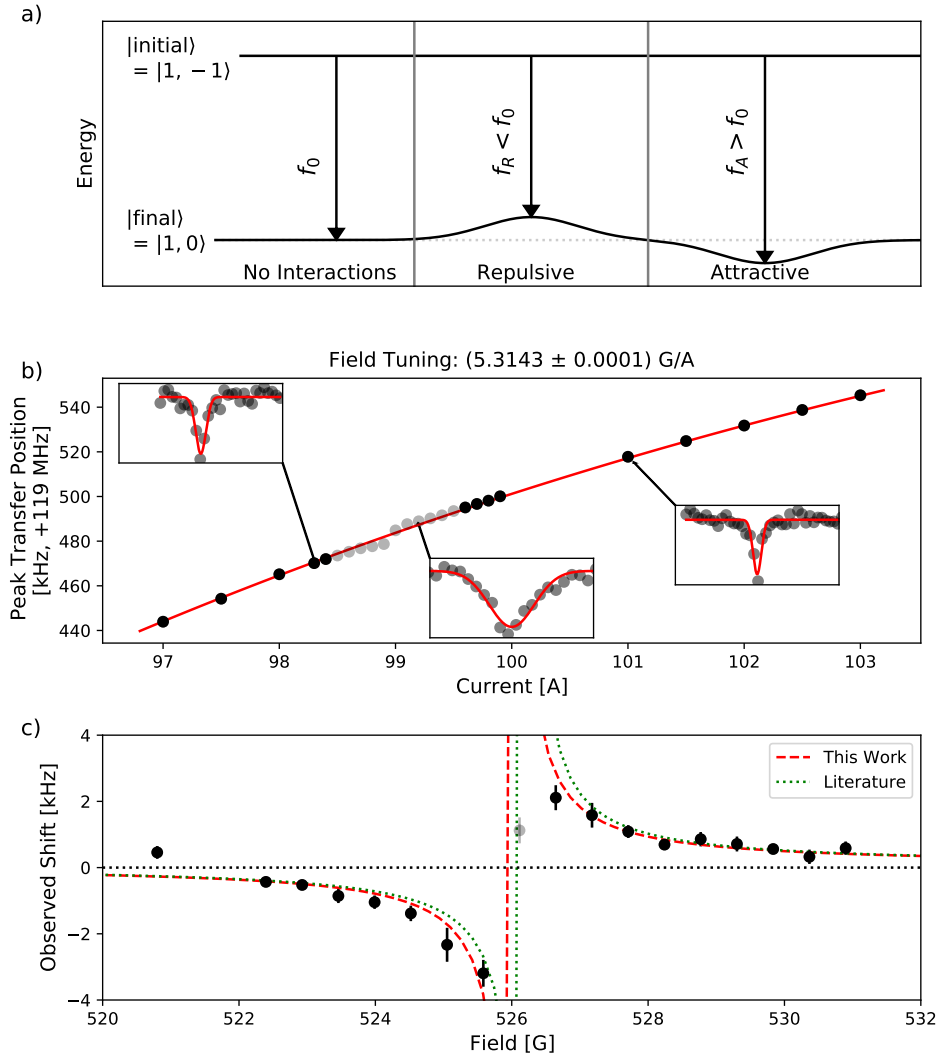 a)
|initial⟩
= |1, − 1⟩
Energy
f0
fR < f0
fA > f0
|final⟩
= |1, 0⟩
No Interactions
Repulsive
Attractive
b)
Field Tuning: (5.3143 ± 0.0001) G/A
Peak Transfer Position
[kHz, +119 MHz]
540
520
500
480
460
440
97
98
99
100
101
102
103
Current [A]
c)
Observed Shift [kHz]
4
2
0
−2
−4
This Work
Literature
520
522
524
526
528
530
532
Field [G]